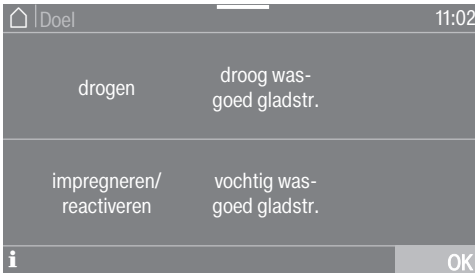 Doel
11:02
drogen
droog was-
goed gladstr.
impregneren/
reactiveren
vochtig was-
goed gladstr.
i
OK